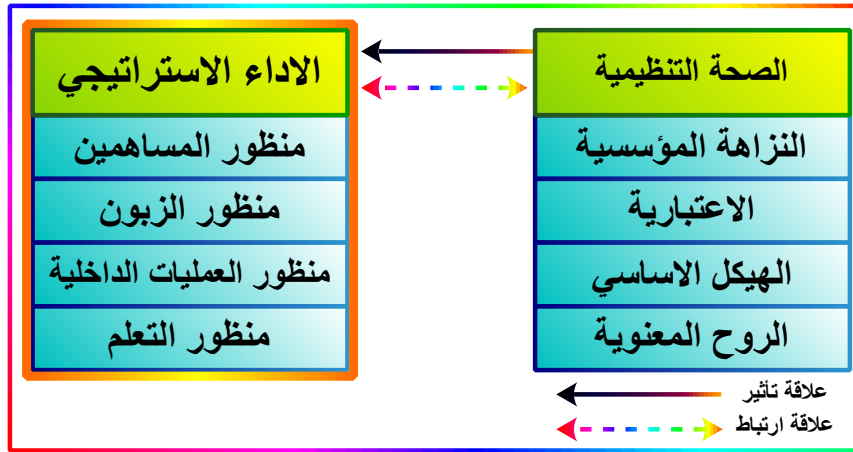 الصحة التنظيمية
النزاهة المؤسسية
الاعتبارية
الهيكل الاساسي
الروح المعنوية
الاداء الاستراتيجي
منظور المساهمين
منظور الزبون
منظور العمليات الداخلية
منظور التعلم
علاقة تأثير
علاقة ارتباط